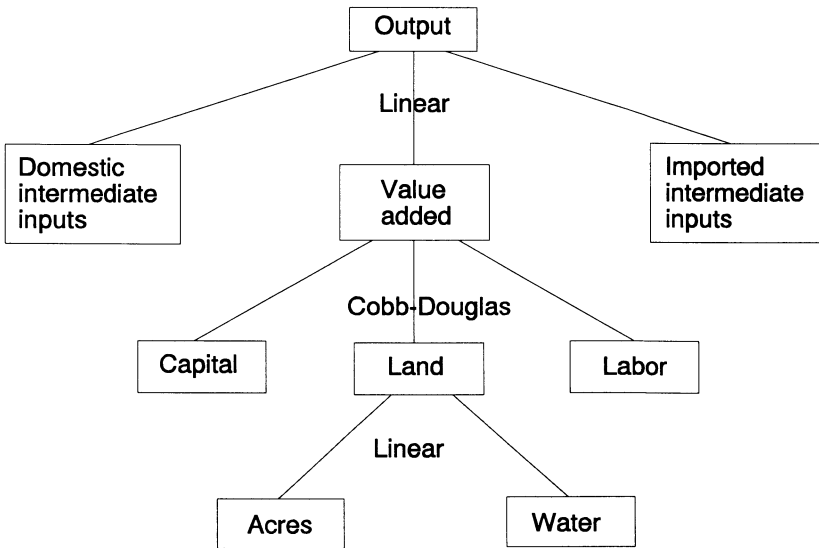 Output
Linear
Domestic
intermediate
inputs
Value
added
Imported
intermediate
inputs
Cobb-Douglas
Capital
Land
Labor
Linear
Acres
Water